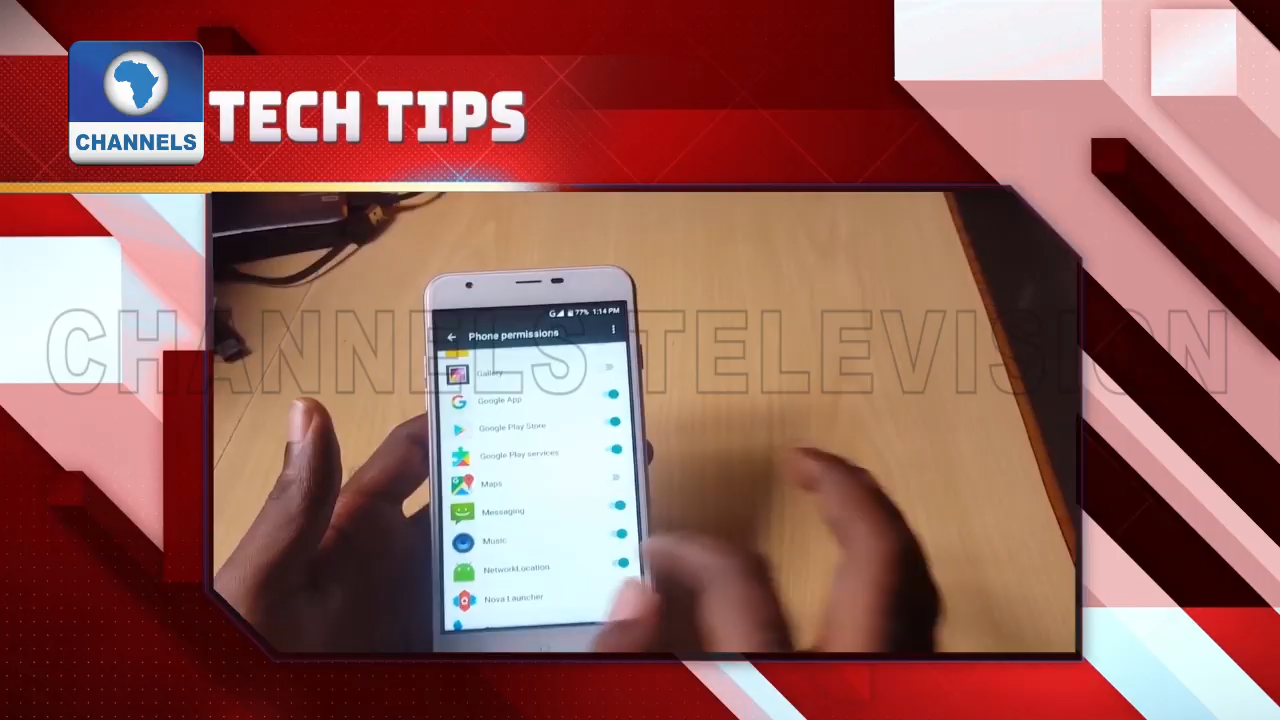 CHANNELS
TECH TIPS
CHANNELS TELEVISION
G 77% 1:14 PM
Phone permissions
Gallery
Google App
Google Play Store
Google Play services
Maps
Messaging
Music
NetworkLocation
Nova Launcher